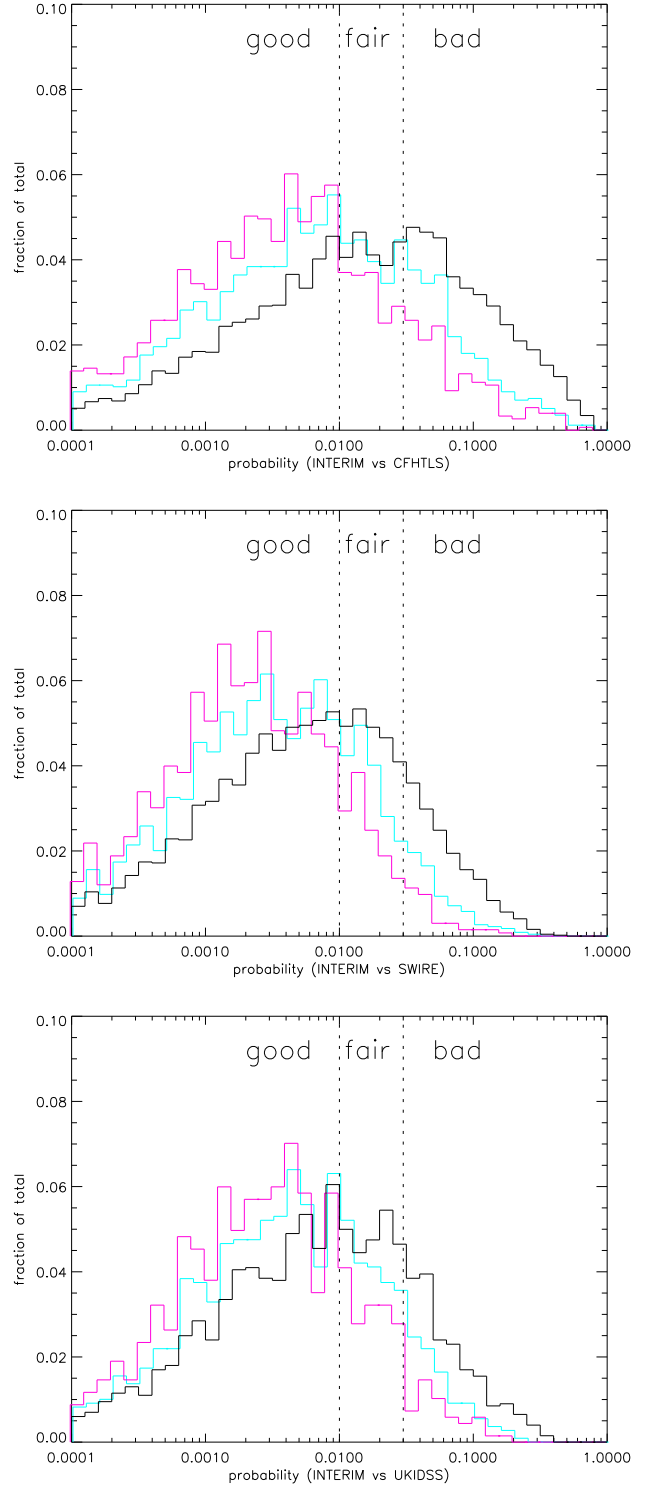 0.10
good fair bad
0.08
0.06
0.04
0.02
0.00
fraction of total
0.0001 0.0010 0.0100 0.1000 1.0000
probability (INTERIM vs CFHTLS)
0.10
good fair bad
0.08
0.06
0.04
0.02
0.00
fraction of total
0.0001 0.0010 0.0100 0.1000 1.0000
probability (INTERIM vs SWIRE)
0.10
good fair bad
0.08
0.06
0.04
0.02
0.00
fraction of total
0.0001 0.0010 0.0100 0.1000 1.0000
probability (INTERIM vs UKIDSS)